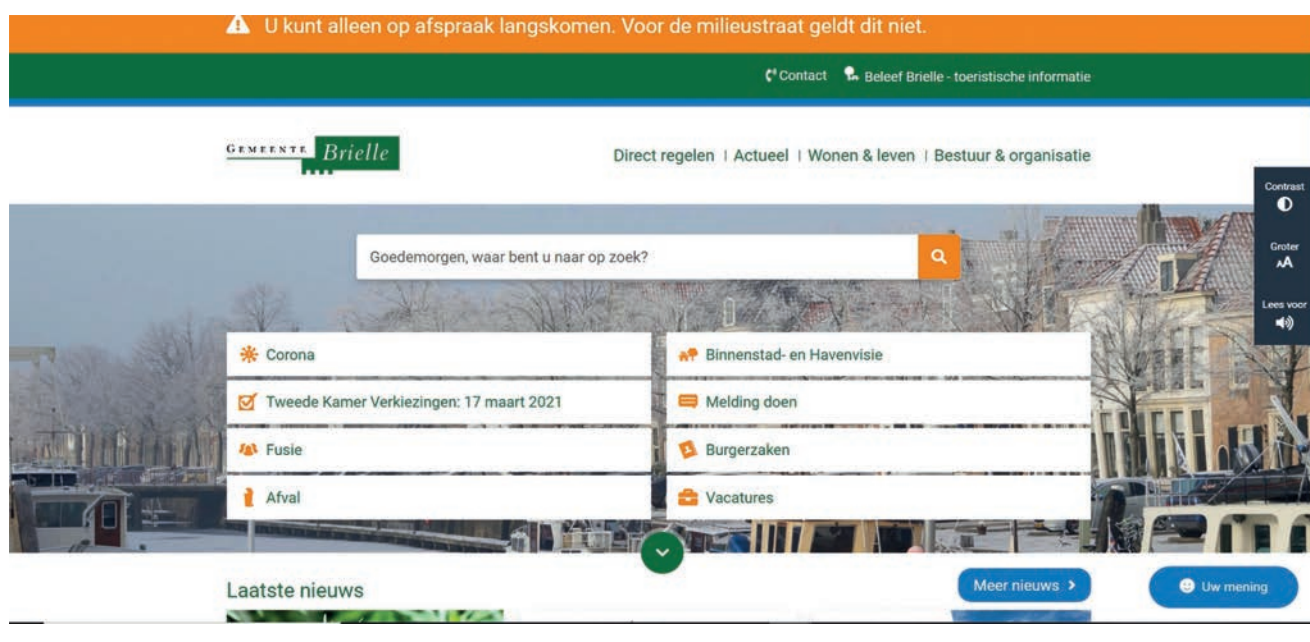 U kunt alleen op afspraak langskomen. Voor de milieustraat geldt dit niet.
Contact Beleef Brielle - toeristische informatie
GEMEENTE Brielle
Direct regelen | Actueel | Wonen & leven | Bestuur & organisatie
Contrast
Groter
AA
Lees voor
Goedemorgen, waar bent u naar op zoek?
Corona
Binnenstad- en Havenvisie
Tweede Kamer Verkiezingen: 17 maart 2021
Melding doen
Fusie
Burgerzaken
Afval
Vacatures
Laatste nieuws
Meer nieuws
Uw mening